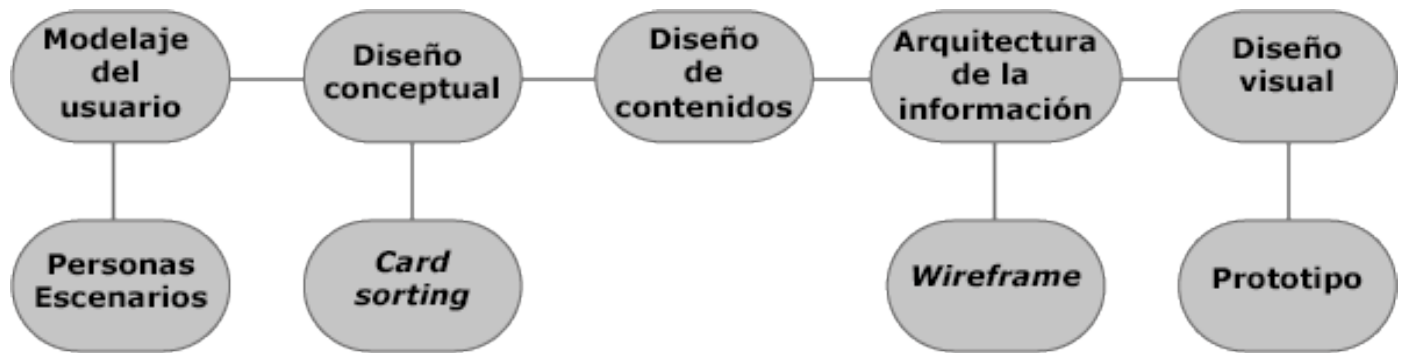 Modelaje
del
usuario
Diseño
conceptual
Diseño
de
contenidos
Arquitectura
de la
información
Diseño
visual
Personas
Escenarios
Card
sorting
Wireframe
Prototipo